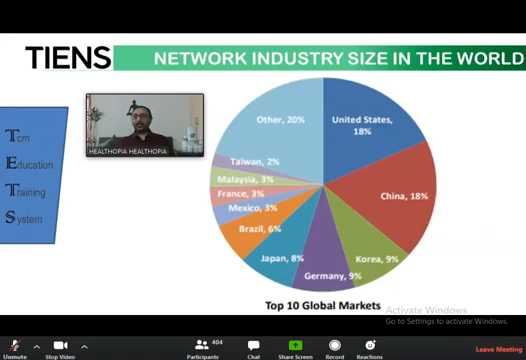 TIENS
NETWORK INDUSTRY SIZE IN THE WORLD
Tcm
Education
Training
System
HEALTHOPIA HEALTHOPIA
Other, 20%
United States,
18%
Taiwan, 2%
Malaysia, 3%
France, 3%
Mexico, 3%
Brazil, 6%
Japan, 8%
Germany, 9%
Korea, 9%
China, 18%
Top 10 Global Markets
Activate Windows
Go to Settings to activate Windows.
404
Unmute
Stop Video
Participants
Chat
Share Screen
Record
Reactions
Leave Meeting